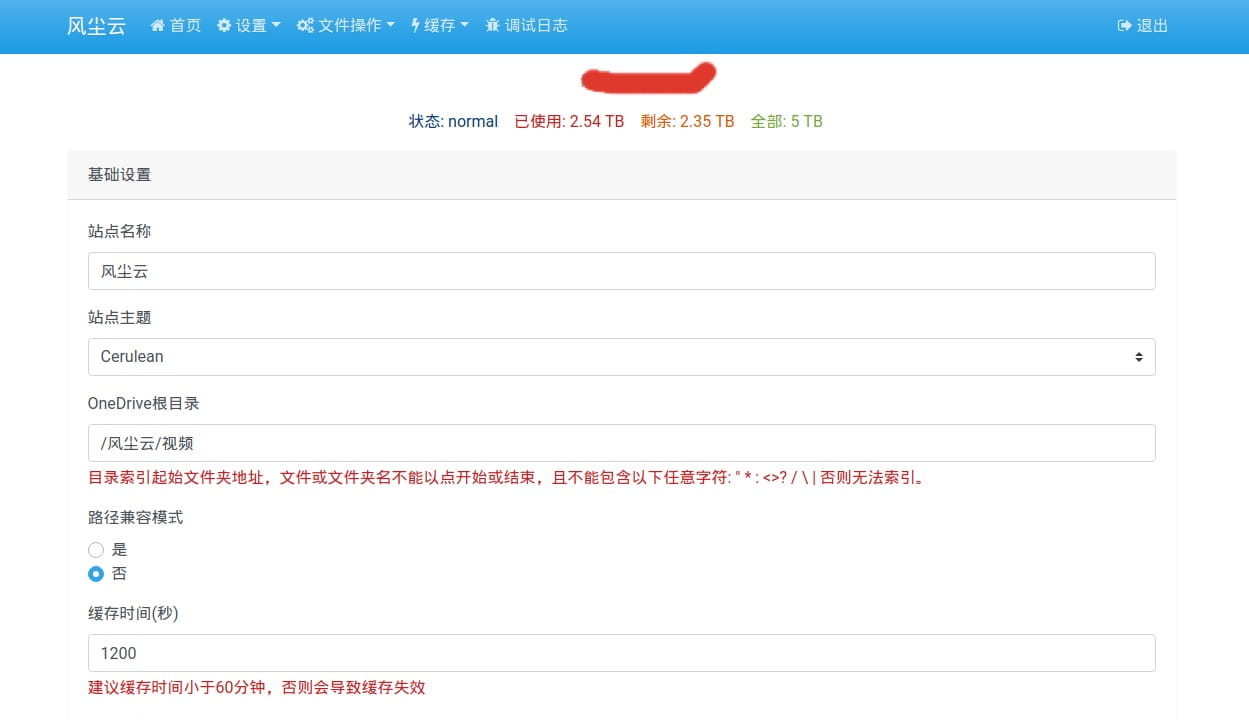 风尘云 首页 设置 文件操作 缓存 调试日志 退出
状态: normal 已使用: 2.54 TB 剩余: 2.35 TB 全部: 5 TB
基础设置
站点名称
风尘云
站点主题
Cerulean
OneDrive根目录
/风尘云/视频
目录索引起始文件夹地址，文件或文件夹名不能以点开始或结束，且不能包含以下任意字符: " * : <>? / \ | 否则无法索引。
路径兼容模式
是
否
缓存时间(秒)
1200
建议缓存时间小于60分钟，否则会导致缓存失效